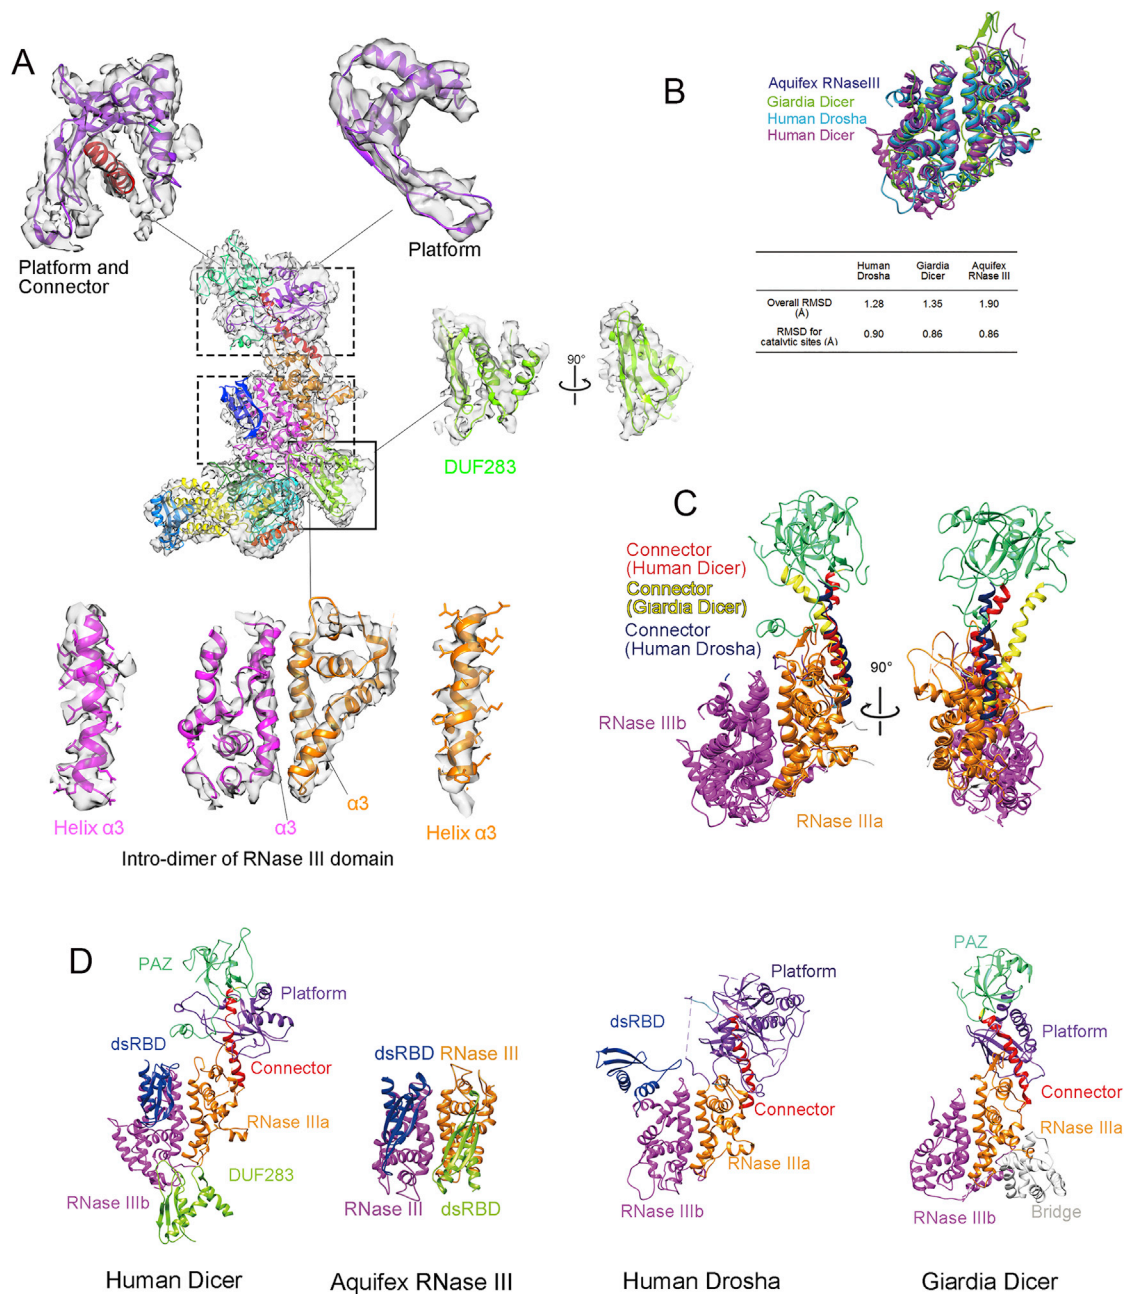 A
Platform and
Connector
Platform
90°
DUF283
Helix α3
α3
α3
Helix α3
Intro-dimer of RNase III domain
B
Aquifex RNaseIII
Giardia Dicer
Human Drosha
Human Dicer
Human Drosha
Giardia Dicer
Aquifex RNase III
Overall RMSD (Å)
1.28
1.35
1.90
RMSD for catalytic sites (Å)
0.90
0.86
0.86
C
Connector
(Human Dicer)
Connector
(Giardia Dicer)
Connector
(Human Drosha)
90°
RNase IIIb
RNase IIIa
D
PAZ
Platform
dsRBD
Connector
RNase IIIa
DUF283
RNase IIIb
Human Dicer
dsRBD
RNase III
RNase III
dsRBD
Aquifex RNase III
Platform
dsRBD
Connector
RNase IIIa
RNase IIIb
Human Drosha
PAZ
Platform
Connector
RNase IIIa
RNase IIIb
Bridge
Giardia Dicer